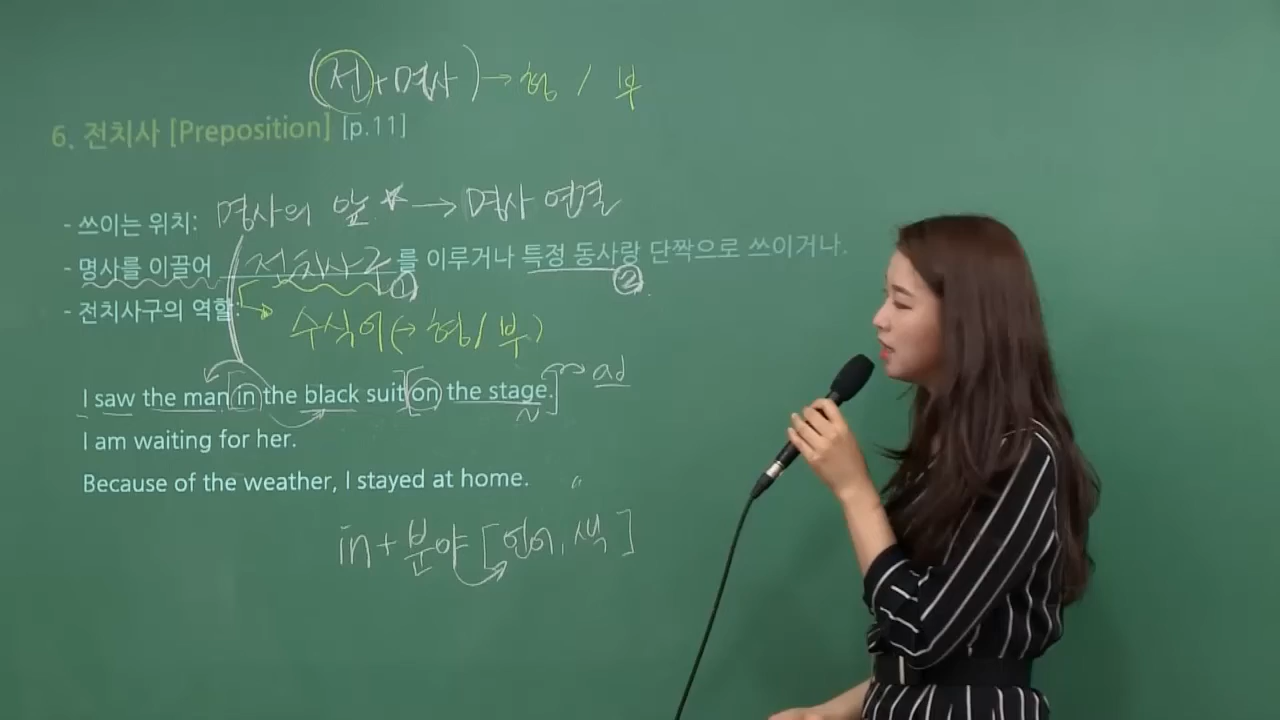 (전+명사)→형 / 부
6. 전치사 [Preposition] [p.11]
- 쓰이는 위치: 명사의 앞 ★→ 명사 연결
- 명사를 이끌어 전치사구를 이루거나 특정 동사랑 단짝으로 쓰이거나.
① ②
- 전치사구의 역할: → 수식어(→ 형/부)
I saw the man [in the black suit] [on the stage.] → ad
N
I am waiting for her.
Because of the weather, I stayed at home.
in+분야 [언어, 색]